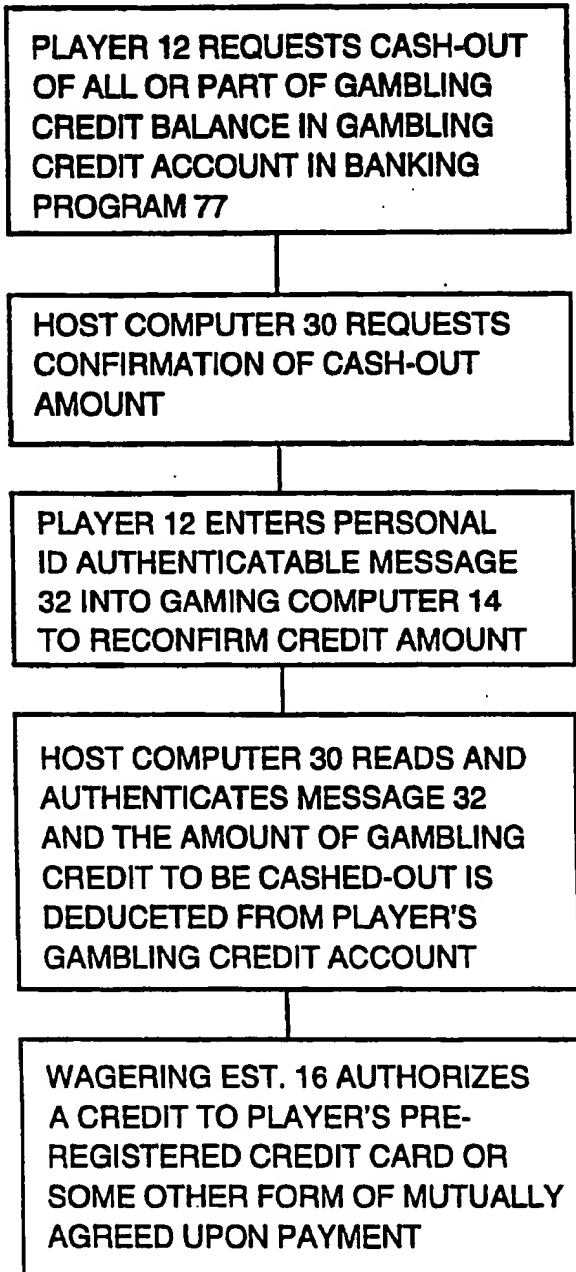 PLAYER 12 REQUESTS CASH-OUT
OF ALL OR PART OF GAMBLING
CREDIT BALANCE IN GAMBLING
CREDIT ACCOUNT IN BANKING
PROGRAM 77
HOST COMPUTER 30 REQUESTS
CONFIRMATION OF CASH-OUT
AMOUNT
PLAYER 12 ENTERS PERSONAL
ID AUTHENTICATABLE MESSAGE
32 INTO GAMING COMPUTER 14
TO RECONFIRM CREDIT AMOUNT
HOST COMPUTER 30 READS AND
AUTHENTICATES MESSAGE 32
AND THE AMOUNT OF GAMBLING
CREDIT TO BE CASHED-OUT IS
DEDUCETED FROM PLAYER'S
GAMBLING CREDIT ACCOUNT
WAGERING EST. 16 AUTHORIZES
A CREDIT TO PLAYER'S PRE-
REGISTERED CREDIT CARD OR
SOME OTHER FORM OF MUTUALLY
AGREED UPON PAYMENT